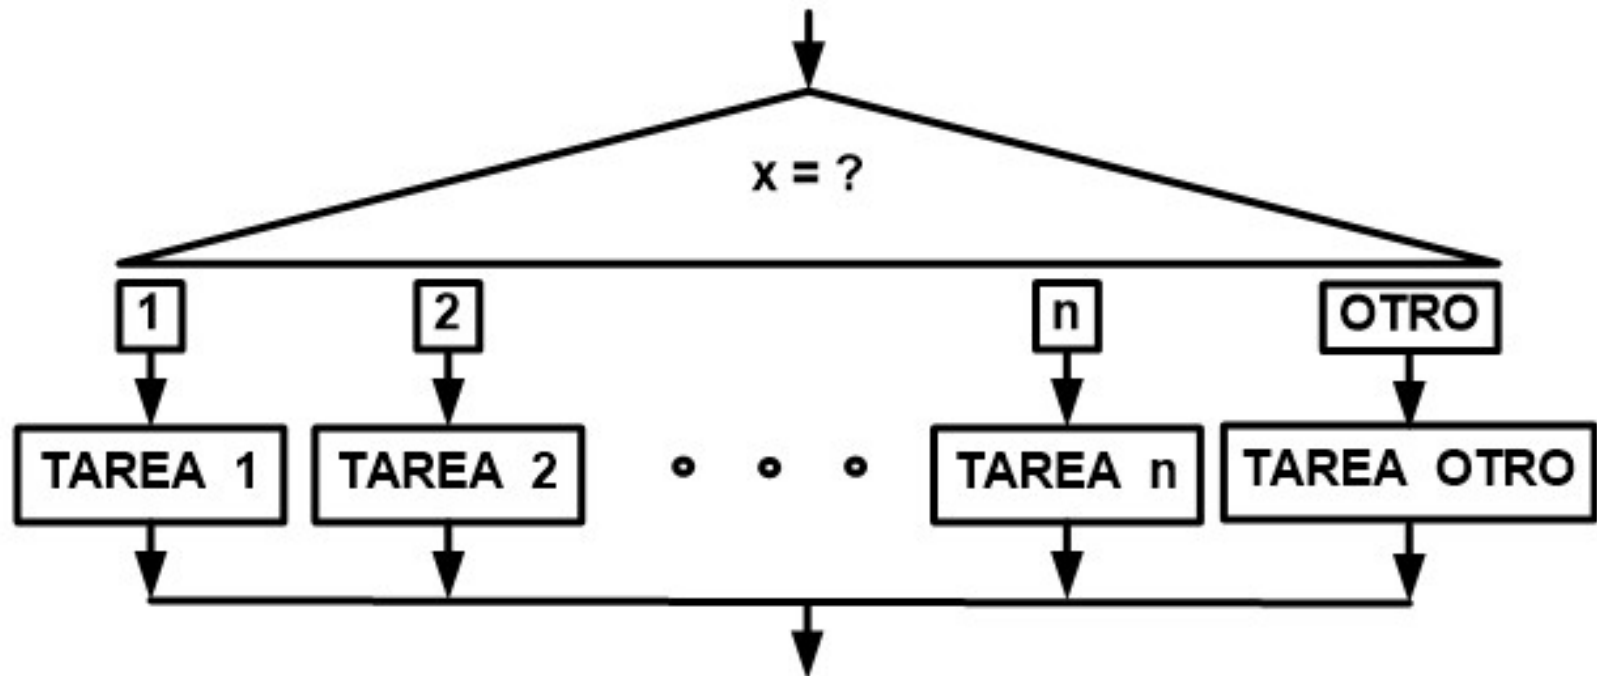 x = ?
1 2 n OTRO
TAREA 1 TAREA 2 TAREA n TAREA OTRO